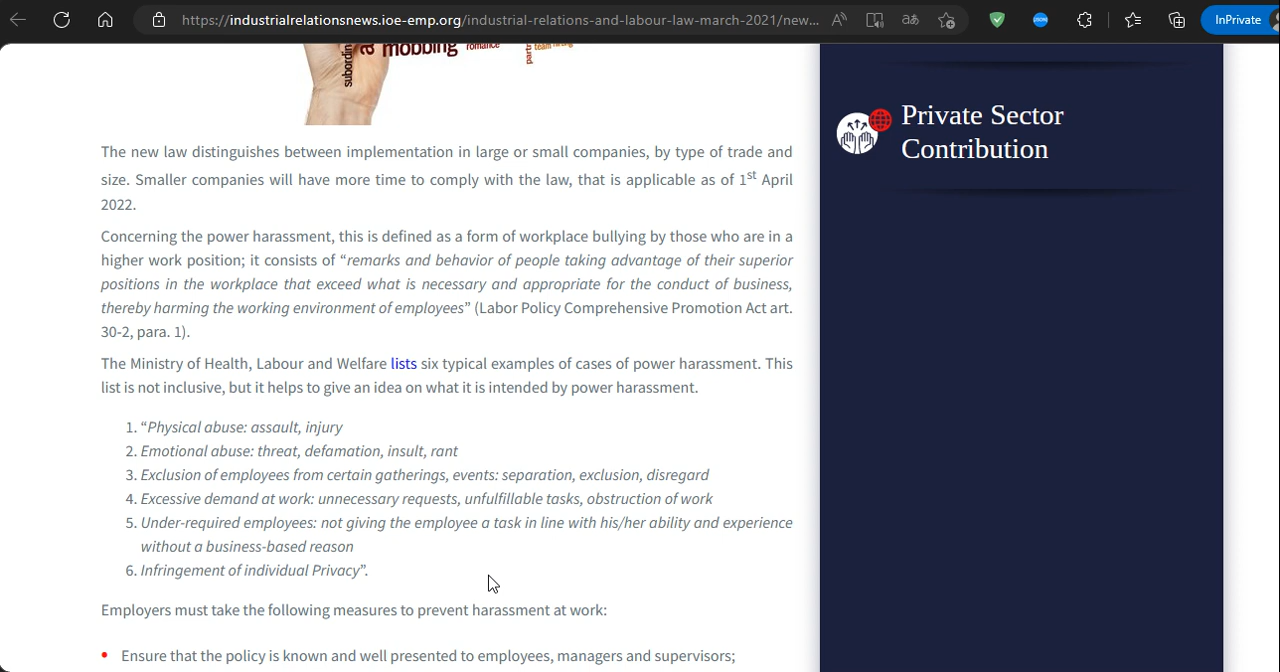 https://industrialrelationsnews.ioe-emp.org/industrial-relations-and-labour-law-march-2021/new...
InPrivate
subordin
mobbing
romance
partn
The new law distinguishes between implementation in large or small companies, by type of trade and
size. Smaller companies will have more time to comply with the law, that is applicable as of 1st April
2022.
Concerning the power harassment, this is defined as a form of workplace bullying by those who are in a
higher work position; it consists of “remarks and behavior of people taking advantage of their superior
positions in the workplace that exceed what is necessary and appropriate for the conduct of business,
thereby harming the working environment of employees” (Labor Policy Comprehensive Promotion Act art.
30-2, para. 1).
The Ministry of Health, Labour and Welfare lists six typical examples of cases of power harassment. This
list is not inclusive, but it helps to give an idea on what it is intended by power harassment.
1. “Physical abuse: assault, injury
2. Emotional abuse: threat, defamation, insult, rant
3. Exclusion of employees from certain gatherings, events: separation, exclusion, disregard
4. Excessive demand at work: unnecessary requests, unfulfillable tasks, obstruction of work
5. Under-required employees: not giving the employee a task in line with his/her ability and experience
without a business-based reason
6. Infringement of individual Privacy”.
Employers must take the following measures to prevent harassment at work:
• Ensure that the policy is known and well presented to employees, managers and supervisors;
Private Sector
Contribution